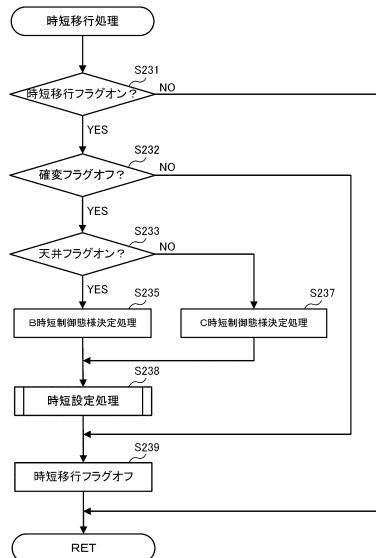 時短移行処理
S231
時短移行フラグオン？
NO
YES
S232
確変フラグオフ？
NO
YES
S233
天井フラグオン？
NO
YES
S235
B時短制御態様決定処理
S237
C時短制御態様決定処理
S238
時短設定処理
S239
時短移行フラグオフ
RET